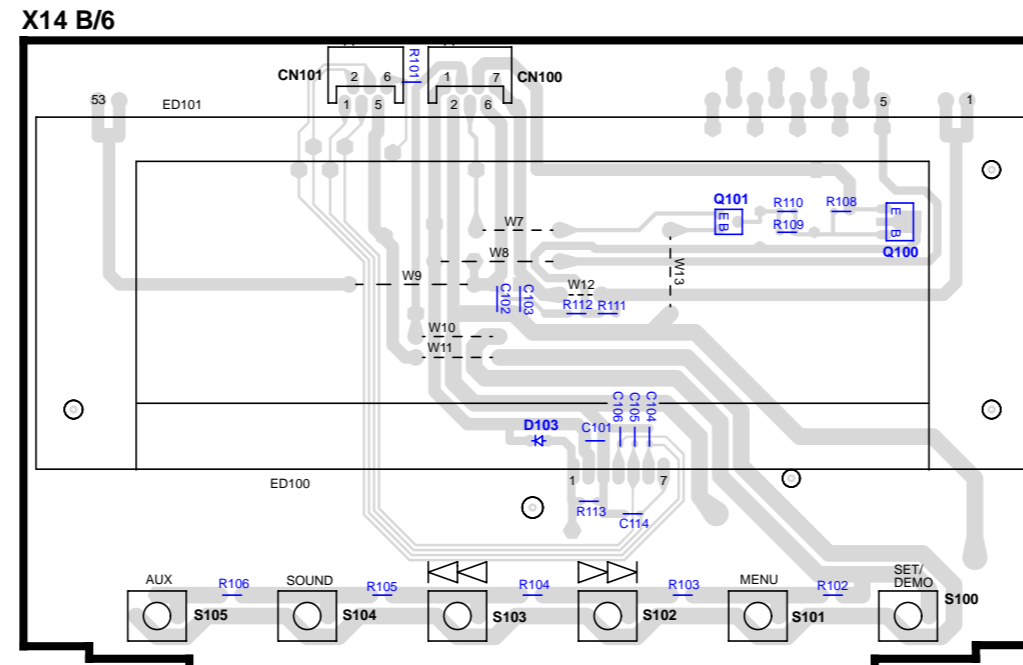 X14 B/6
CN101 2 6 R101 1 7 CN100
1 5 2 6
53 ED101 5 1
Q101 R110 R108
E B R109 E B
Q100
W7
W8
W9 W13
C102 C103 W12
R112 R111
W10
W11
C106 C105 C104
D103 C101
ED100 1 7
R113
C114
AUX R106 SOUND R105 R104 R103 MENU R102 SET/
DEMO
S105 S104 S103 S102 S101 S100